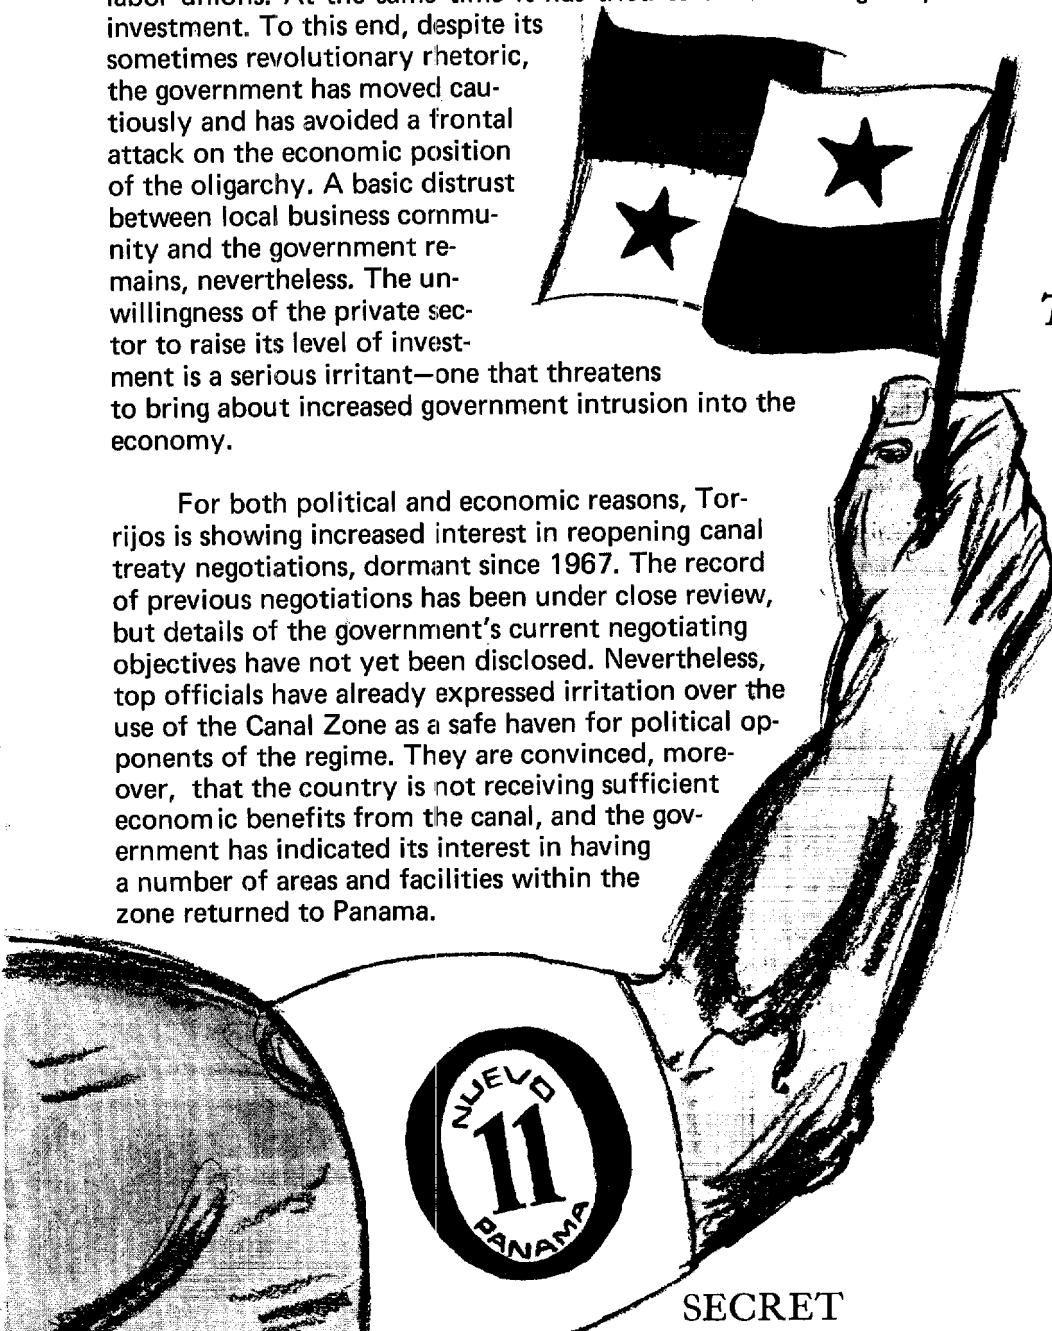 investment. To this end, despite its
sometimes revolutionary rhetoric,
the government has moved cau-
tiously and has avoided a frontal
attack on the economic position
of the oligarchy. A basic distrust
between local business commu-
nity and the government re-
mains, nevertheless. The un-
willingness of the private sec-
tor to raise its level of invest-
ment is a serious irritant—one that threatens
to bring about increased government intrusion into the
economy.
For both political and economic reasons, Tor-
rijos is showing increased interest in reopening canal
treaty negotiations, dormant since 1967. The record
of previous negotiations has been under close review,
but details of the government's current negotiating
objectives have not yet been disclosed. Nevertheless,
top officials have already expressed irritation over the
use of the Canal Zone as a safe haven for political op-
ponents of the regime. They are convinced, more-
over, that the country is not receiving sufficient
economic benefits from the canal, and the gov-
ernment has indicated its interest in having
a number of areas and facilities within the
zone returned to Panama.
NUEVO
11
PANAMA
SECRET